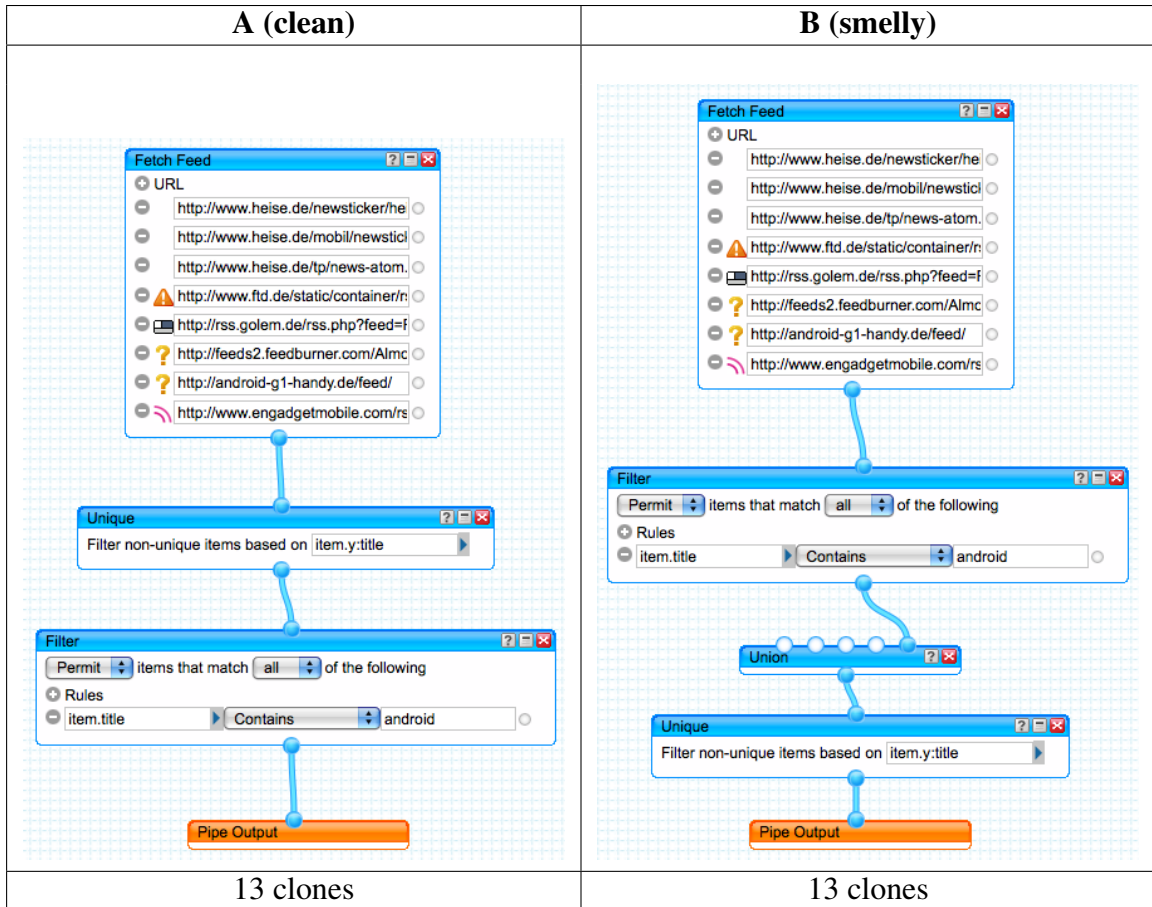 A (clean)
B (smelly)
Fetch Feed
URL
http://www.heise.de/newsticker/he
http://www.heise.de/mobil/newstick
http://www.heise.de/tp/news-atom.
http://www.ftd.de/static/container/r
http://rss.golem.de/rss.php?feed=F
http://feeds2.feedburner.com/Almo
http://android-g1-handy.de/feed/
http://www.engadgetmobile.com/rs
Unique
Filter non-unique items based on item.y:title
Filter
Permit items that match all of the following
Rules
item.title Contains android
Pipe Output
Fetch Feed
URL
http://www.heise.de/newsticker/he
http://www.heise.de/mobil/newstick
http://www.heise.de/tp/news-atom.
http://www.ftd.de/static/container/r
http://rss.golem.de/rss.php?feed=F
http://feeds2.feedburner.com/Almo
http://android-g1-handy.de/feed/
http://www.engadgetmobile.com/rs
Filter
Permit items that match all of the following
Rules
item.title Contains android
Union
Unique
Filter non-unique items based on item.y:title
Pipe Output
13 clones
13 clones